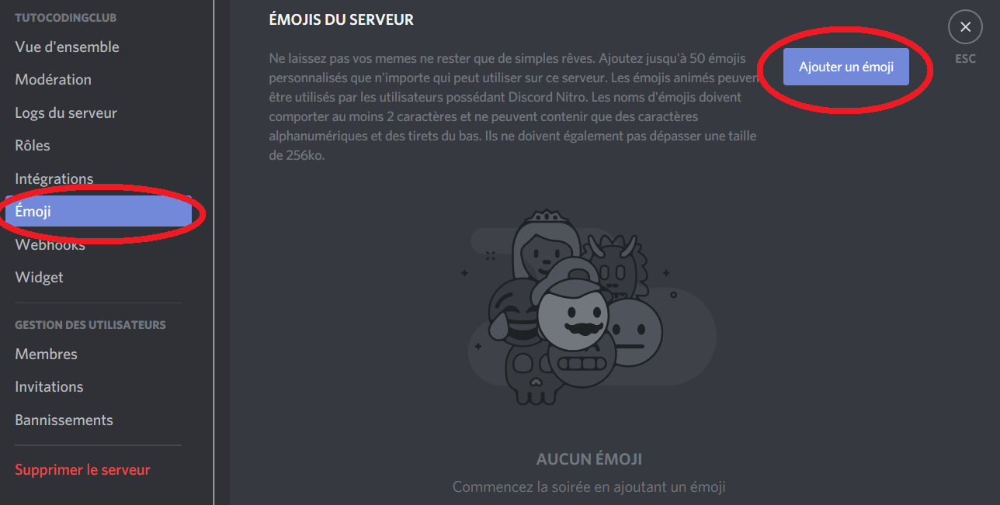 TUTOCODINGCLUB
Vue d'ensemble
Modération
Logs du serveur
Rôles
Intégrations
Émoji
Webhooks
Widget
GESTION DES UTILISATEURS
Membres
Invitations
Bannissements
Supprimer le serveur
ÉMOJIS DU SERVEUR
Ne laissez pas vos memes ne rester que de simples rêves. Ajoutez jusqu'à 50 émojis
personnalisés que n'importe qui peut utiliser sur ce serveur. Les émojis animés peuven
être utilisés par les utilisateurs possédant Discord Nitro. Les noms d'émojis doivent
comporter au moins 2 caractères et ne peuvent contenir que des caractères
alphanumériques et des tirets du bas. Ils ne doivent également pas dépasser une taille
de 256ko.
Ajouter un émoji
ESC
AUCUN ÉMOJI
Commencez la soirée en ajoutant un émoji